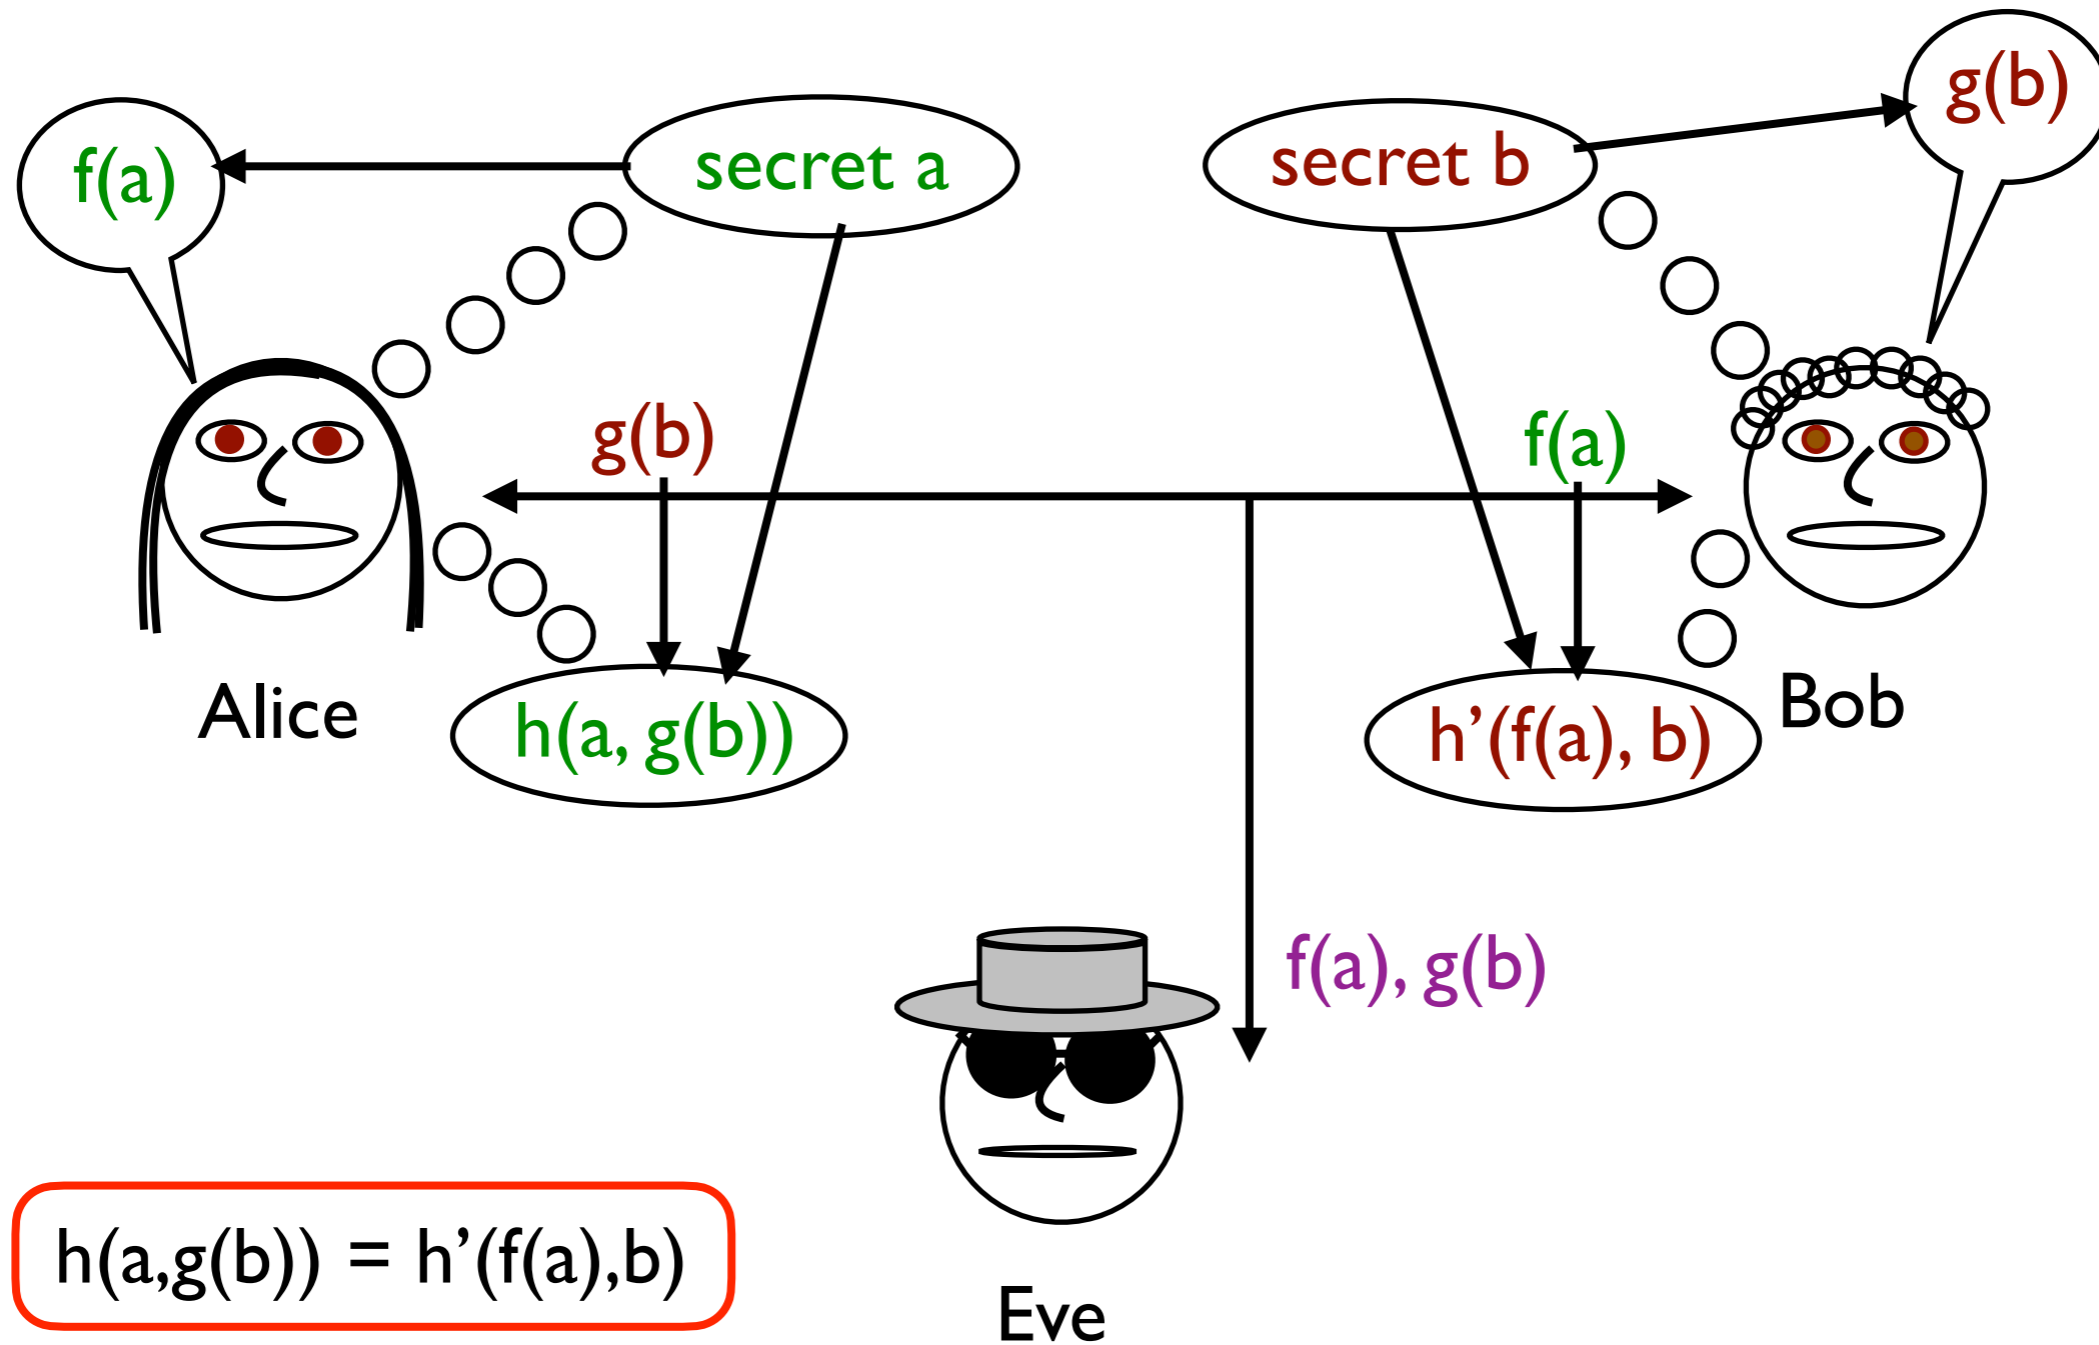 g(b)
f(a)
secret a
secret b
g(b)
f(a)
Alice
h(a, g(b))
h’(f(a), b)
Bob
f(a), g(b)
h(a,g(b)) = h’(f(a),b)
Eve